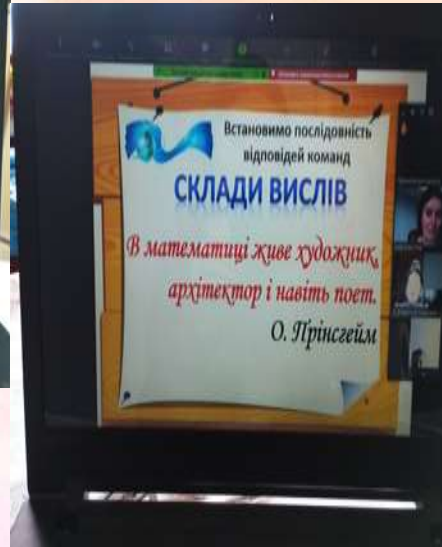 Встановимо послідовність
відповідей команд
СКЛАДИ ВИСЛІВ
В математиці живе художник,
архітектор і навіть поет.
О. Прінсгейм